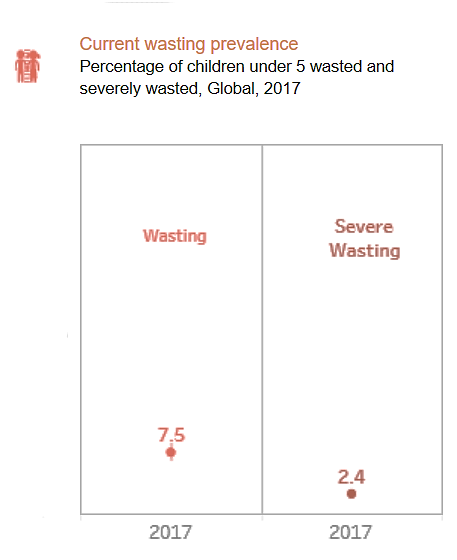 Current wasting prevalence
Percentage of children under 5 wasted and
severely wasted, Global, 2017
Wasting
Severe
Wasting
7.5
2.4
2017
2017